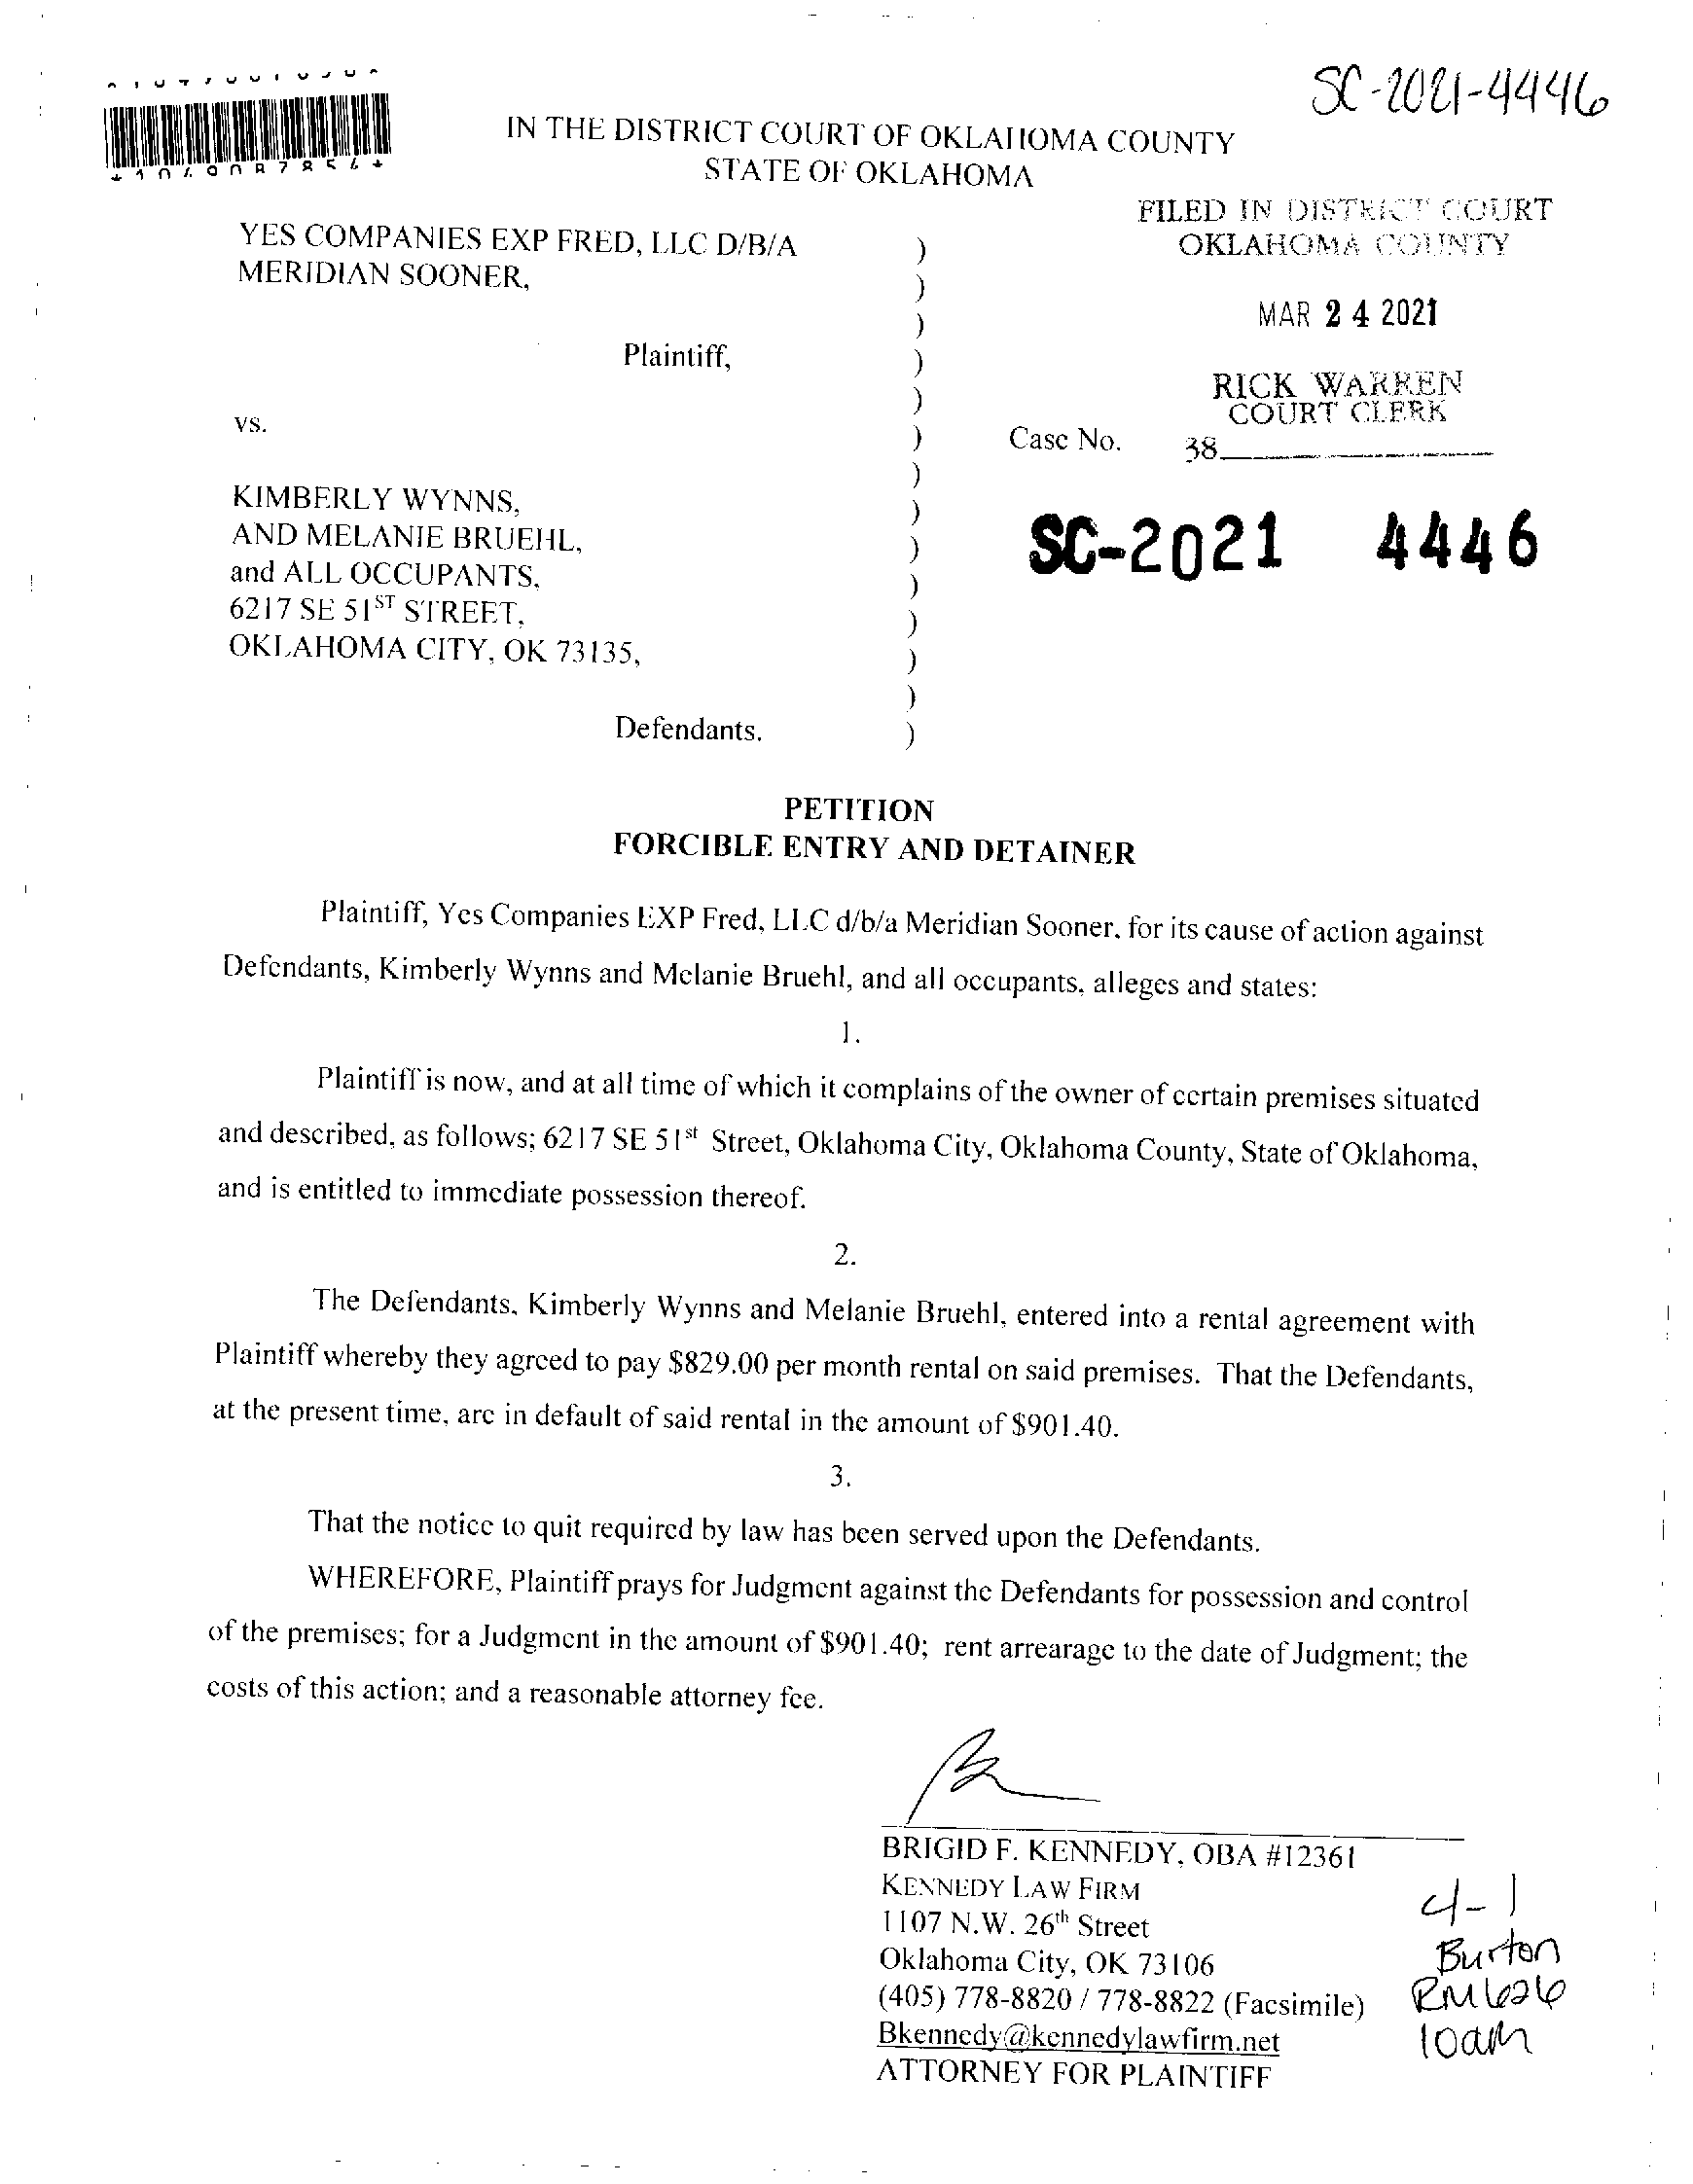 SC-2021-4446
IN THE DISTRICT COURT OF OKLAHOMA COUNTY
STATE OF OKLAHOMA
FILED IN DISTRICT COURT
OKLAHOMA COUNTY
MAR 2 4 2021
RICK WARREN
COURT CLERK
38
YES COMPANIES EXP FRED, LLC D/B/A )
MERIDIAN SOONER, )
)
Plaintiff, )
)
vs. ) Case No.
)
KIMBERLY WYNNS, )
AND MELANIE BRUEHL, )
and ALL OCCUPANTS, )
6217 SE 51ST STREET, )
OKLAHOMA CITY, OK 73135, )
)
Defendants. )
SC-2021 4446
PETITION
FORCIBLE ENTRY AND DETAINER
Plaintiff, Yes Companies EXP Fred, LLC d/b/a Meridian Sooner, for its cause of action against
Defendants, Kimberly Wynns and Melanie Bruehl, and all occupants, alleges and states:
1.
Plaintiff is now, and at all time of which it complains of the owner of certain premises situated
and described, as follows; 6217 SE 51st Street, Oklahoma City, Oklahoma County, State of Oklahoma,
and is entitled to immediate possession thereof.
2.
The Defendants, Kimberly Wynns and Melanie Bruehl, entered into a rental agreement with
Plaintiff whereby they agreed to pay $829.00 per month rental on said premises. That the Defendants,
at the present time, are in default of said rental in the amount of $901.40.
3.
That the notice to quit required by law has been served upon the Defendants.
WHEREFORE, Plaintiff prays for Judgment against the Defendants for possession and control
of the premises; for a Judgment in the amount of $901.40; rent arrearage to the date of Judgment; the
costs of this action; and a reasonable attorney fee.
BRIGID F. KENNEDY, OBA #12361
KENNEDY LAW FIRM
1107 N.W. 26th Street
Oklahoma City, OK 73106
(405) 778-8820 / 778-8822 (Facsimile)
Bkennedy@kennedylawfirm.net
ATTORNEY FOR PLAINTIFF
4-1
Burton
RM626
10am